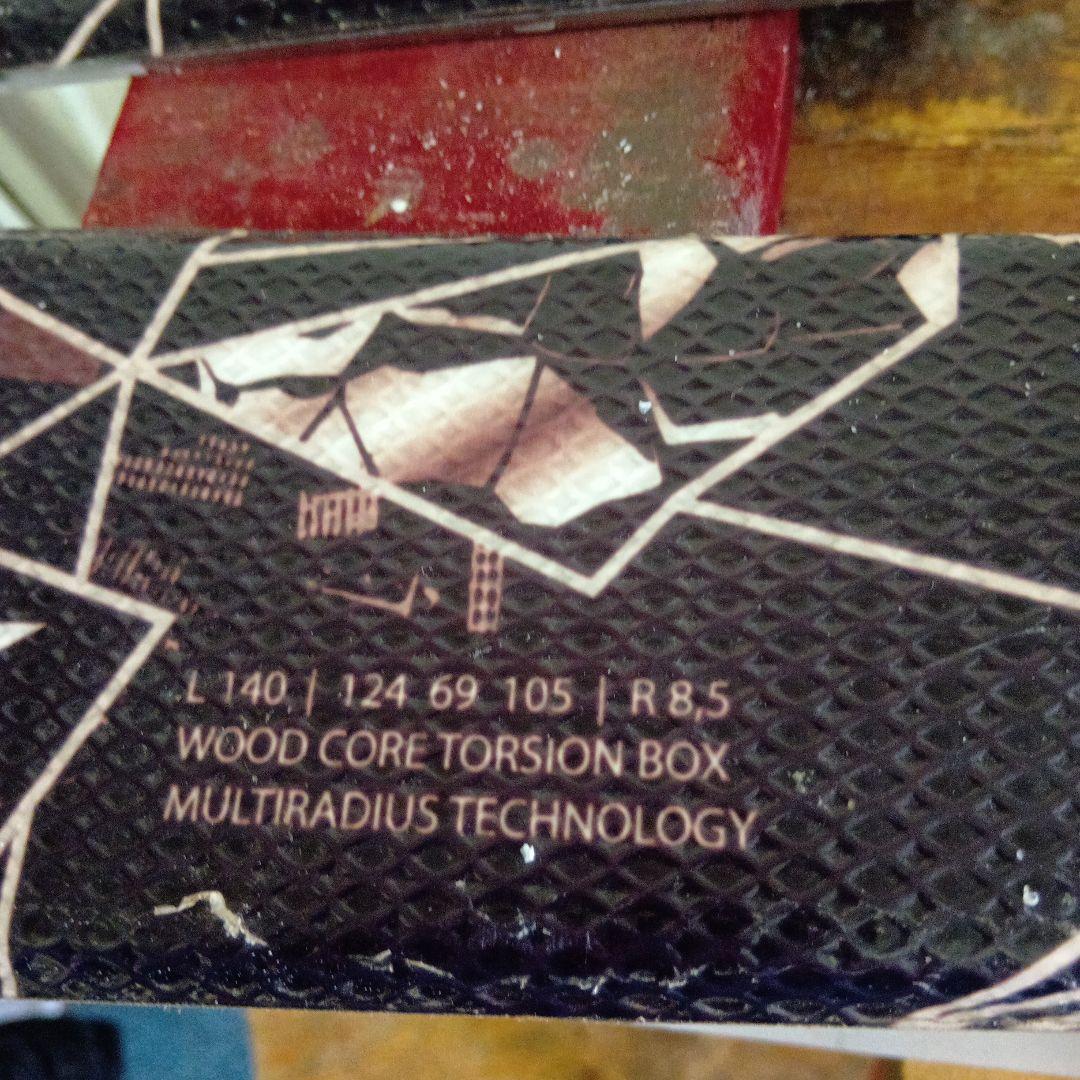 L 140 | 124 69 105 | R 8,5
WOOD CORE TORSION BOX
MULTIRADIUS TECHNOLOGY